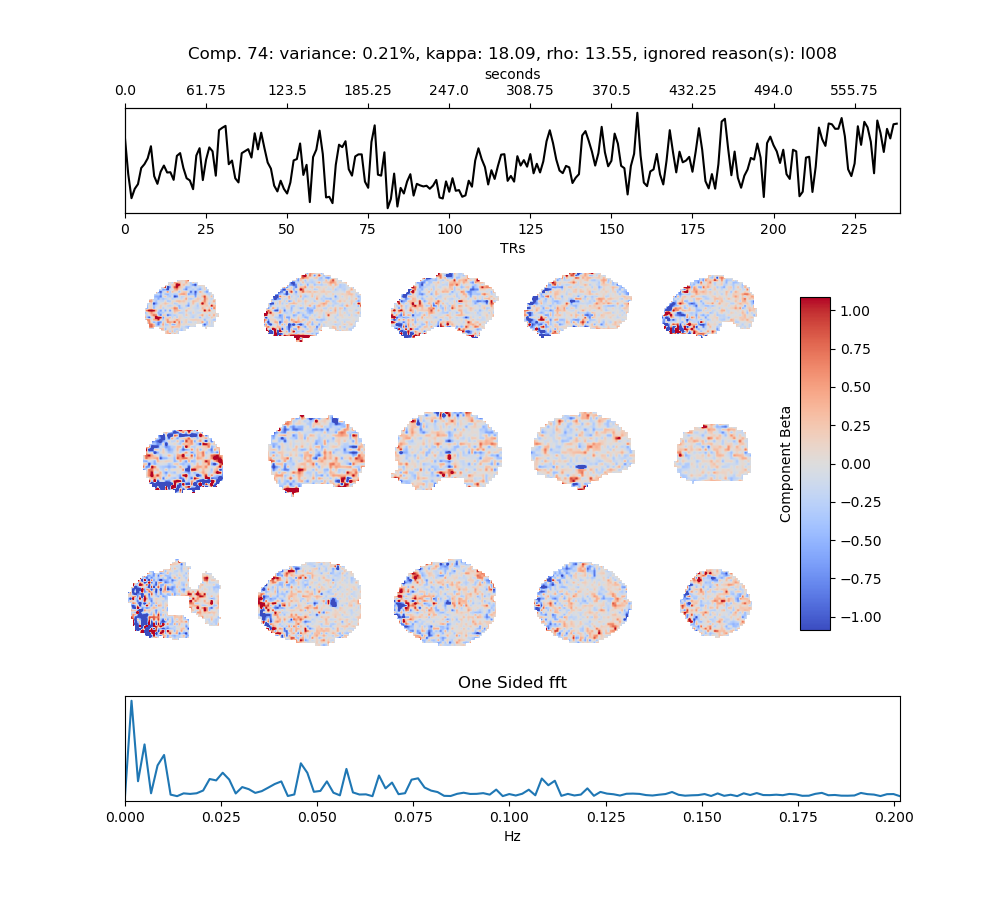 Comp. 74: variance: 0.21%, kappa: 18.09, rho: 13.55, ignored reason(s): I008
seconds
0.0 61.75 123.5 185.25 247.0 308.75 370.5 432.25 494.0 555.75
0 25 50 75 100 125 150 175 200 225
TRs
1.00
0.75
0.50
0.25
0.00
−0.25
−0.50
−0.75
−1.00
Component Beta
One Sided fft
0.000 0.025 0.050 0.075 0.100 0.125 0.150 0.175 0.200
Hz